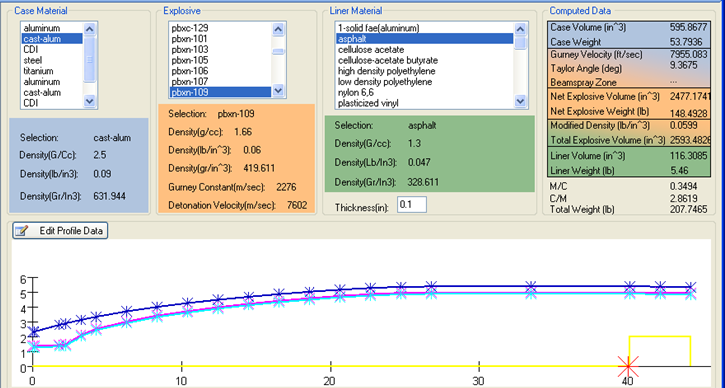 Case Material
aluminum
cast-alum
CDI
steel
titanium
aluminum
cast-alum
CDI
Selection: cast-alum
Density(G/Cc): 2.5
Density(lb/in3): 0.09
Density(Gr/In3): 631.944
Explosive
pbxc-129
pbxn-101
pbxn-103
pbxn-105
pbxn-106
pbxn-107
pbxn-109
Selection: pbxn-109
Density(g/cc): 1.66
Density(lb/in^3): 0.06
Density(gr/in^3): 419.611
Gurney Constant(m/sec): 2276
Detonation Velocity(m/sec): 7602
Liner Material
1-solid fae(aluminum)
asphalt
cellulose acetate
cellulose acetate-butyrate
high density polyethylene
low density polyethylene
nylon 6,6
plasticized vinyl
Selection: asphalt
Density(G/CC): 1.3
Density(Lb/In3): 0.047
Density(Gr/In3): 328.611
Thickness(in): 0.1
Computed Data
Case Volume (in^3) 595.8677
Case Weight 53.7936
Gurney Velocity (ft/sec) 7955.083
Taylor Angle (deg) 9.3675
Beamspray Zone ...
Net Explosive Volume (in^3) 2477.1741
Net Explosive Weight (lb) 148.4928
Modified Density (lb/in^3) 0.0599
Total Explosive Volume (in^3) 2593.4826
Liner Volume (in^3) 116.3085
Liner Weight (lb) 5.46
M/C 0.3494
C/M 2.8619
Total Weight (lb) 207.7465
Edit Profile Data
6
5
4
3
2
1
0
0 10 20 30 40